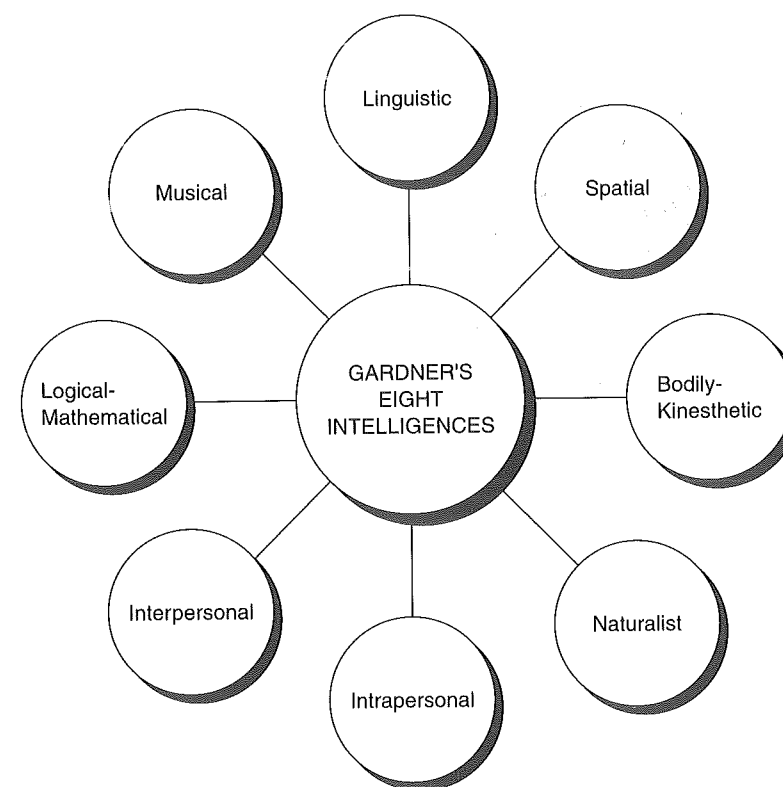 Linguistic
Musical
Spatial
GARDNER'S
EIGHT
INTELLIGENCES
Logical-
Mathematical
Bodily-
Kinesthetic
Interpersonal
Naturalist
Intrapersonal